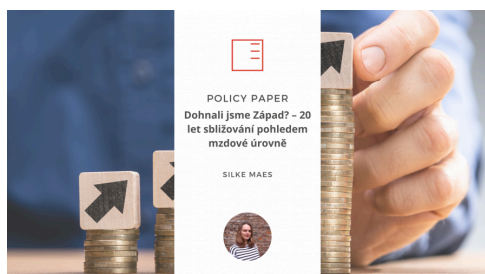 POLICY PAPER
Dohnali jsme Západ? – 20
let sbližování pohledem
mzdové úrovně
SILKE MAES